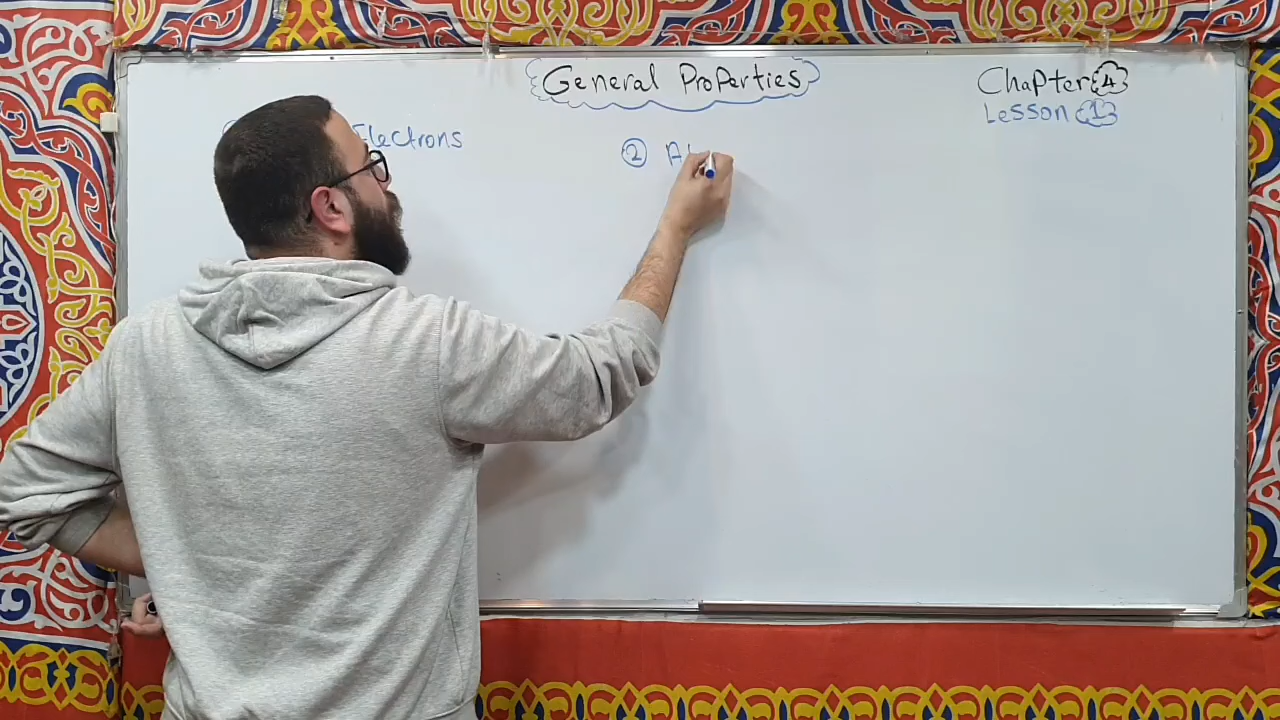 General Properties
Chapter 4
Lesson 1
Electrons
②